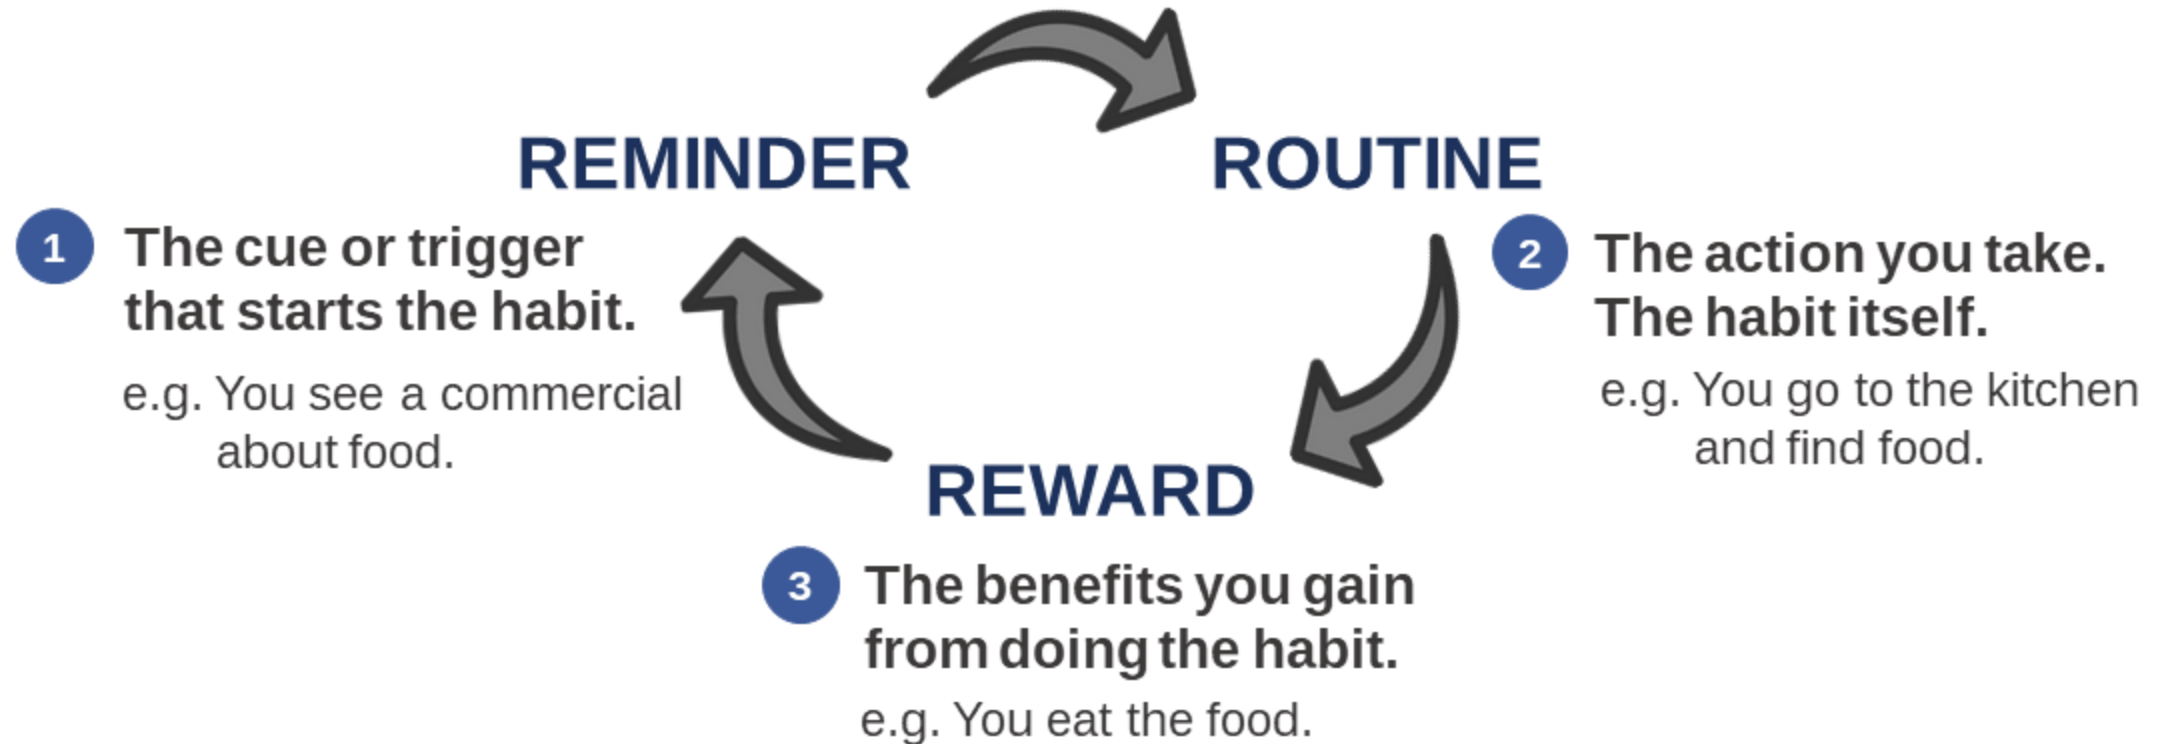 REMINDER
1
The cue or trigger
that starts the habit.
e.g. You see a commercial
about food.
ROUTINE
2
The action you take.
The habit itself.
e.g. You go to the kitchen
and find food.
REWARD
3
The benefits you gain
from doing the habit.
e.g. You eat the food.